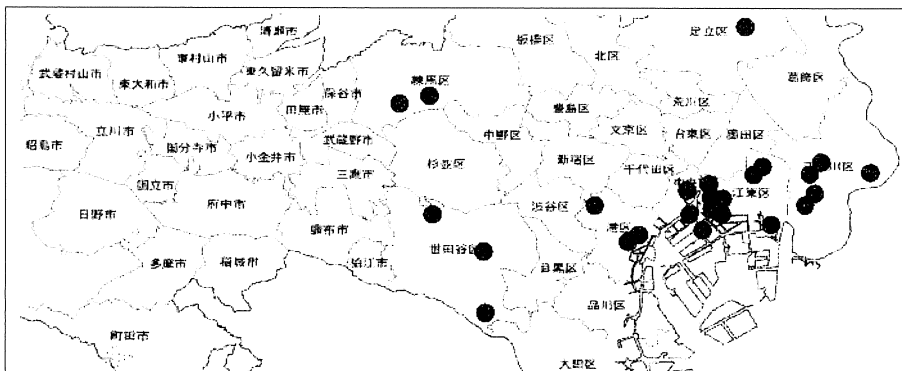 清瀬市
足立区
板橋区
北区
東村山市
武蔵村山市
東久留米市
練馬区
葛飾区
東大和市
保谷市
荒川区
豊島区
田無市
小平市
立川市
武蔵野市
中野区
文京区
台東区
墨田区
昭島市
国分寺市
小金井市
杉並区
新宿区
千代田区
三鷹市
国立市
江東区
府中市
渋谷区
日野市
調布市
港区
世田谷区
多摩市
稲城市
狛江市
目黒区
品川区
町田市
大田区